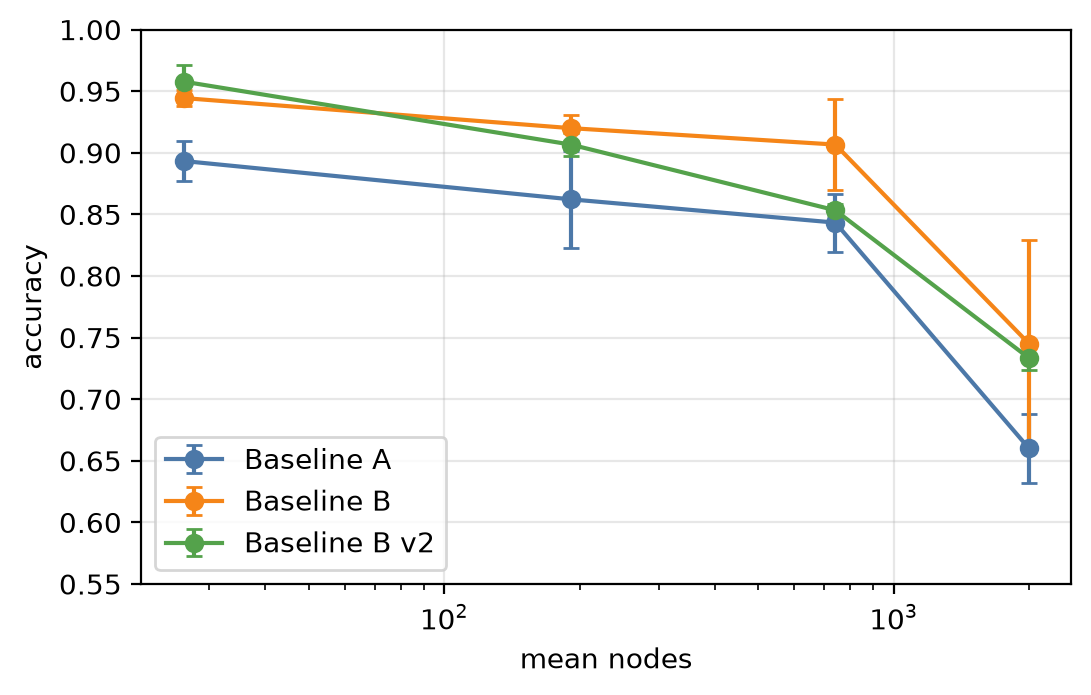 1.00
0.95
0.90
0.85
0.80
0.75
0.70
0.65
0.60
0.55
accuracy
Baseline A
Baseline B
Baseline B v2
10²
10³
mean nodes